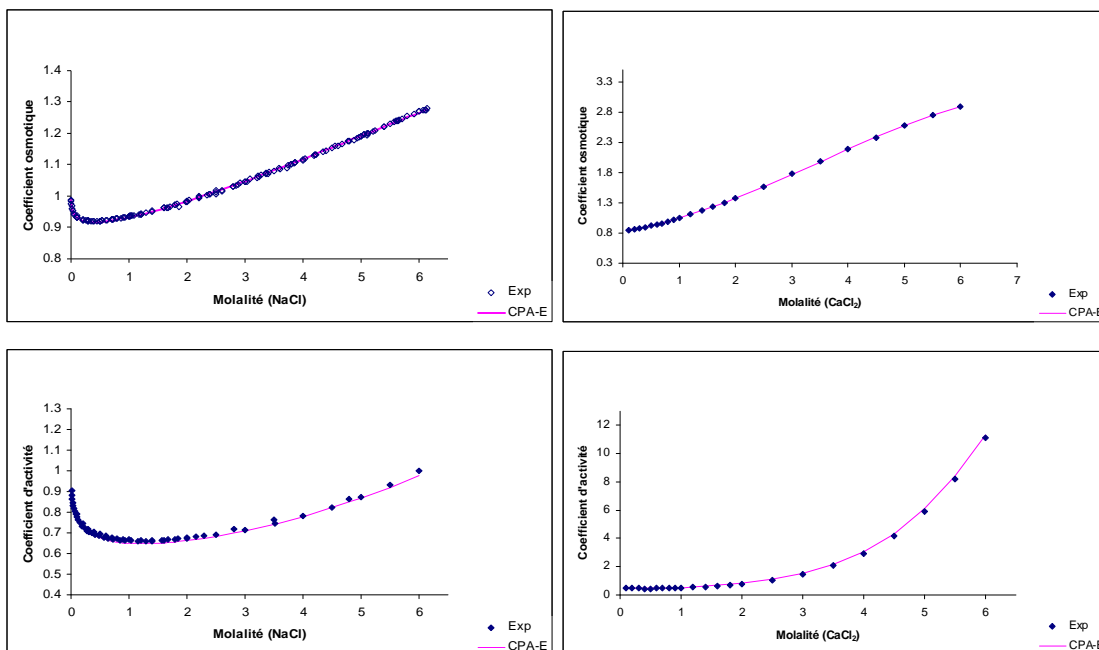 Coefficient osmotique
1.4
1.3
1.2
1.1
1
0.9
0.8
0 1 2 3 4 5 6
Molalité (NaCl)
Exp
CPA-E
Coefficient osmotique
3.3
2.8
2.3
1.8
1.3
0.8
0.3
0 1 2 3 4 5 6 7
Molalité (CaCl₂)
Exp
CPA-E
Coefficient d'activité
1.3
1.2
1.1
1
0.9
0.8
0.7
0.6
0.5
0.4
0 1 2 3 4 5 6
Molalité (NaCl)
Exp
CPA-E
Coefficient d'activité
12
10
8
6
4
2
0
0 1 2 3 4 5 6
Molalité (CaCl₂)
Exp
CPA-E